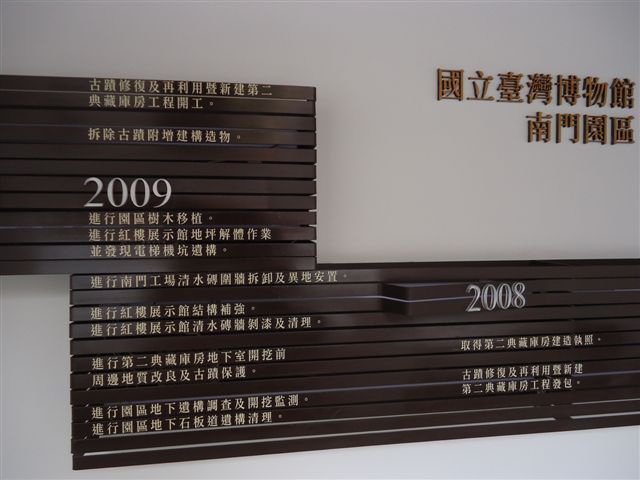 國立臺灣博物館
南門園區
古蹟修復及再利用暨新建第二
典藏庫房工程開工。
拆除古蹟附增建構造物。
2009
進行園區樹木移植。
進行紅樓展示館地坪解體作業
並發現電梯機坑遺構。
進行南門工場清水磚圍牆拆卸及異地安置。
進行紅樓展示館結構補強。
進行紅樓展示館清水磚牆剝漆及清理。
進行第二典藏庫房地下室開挖前
周邊地質改良及古蹟保護。
進行園區地下遺構調查及開挖監測。
進行園區地下石板道遺構清理。
2008
取得第二典藏庫房建造執照。
古蹟修復及再利用暨新建
第二典藏庫房工程發包。